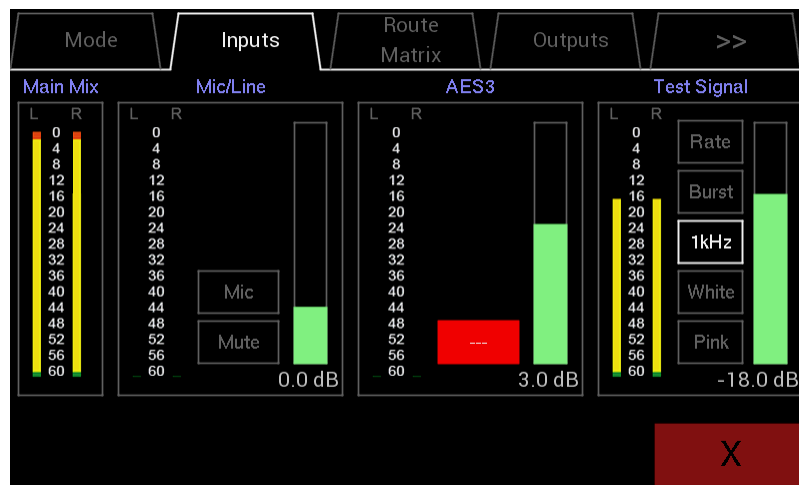 Mode
Inputs
Route
Matrix
Outputs
>>
Main Mix
L R
0
4
8
12
16
20
24
28
32
36
40
44
48
52
56
60
Mic/Line
L R
0
4
8
12
16
20
24
28
32
36
40
44
48
52
56
60
Mic
Mute
0.0 dB
AES3
L R
0
4
8
12
16
20
24
28
32
36
40
44
48
52
56
60
---
3.0 dB
Test Signal
L R
0
4
8
12
16
20
24
28
32
36
40
44
48
52
56
60
Rate
Burst
1kHz
White
Pink
-18.0 dB
X